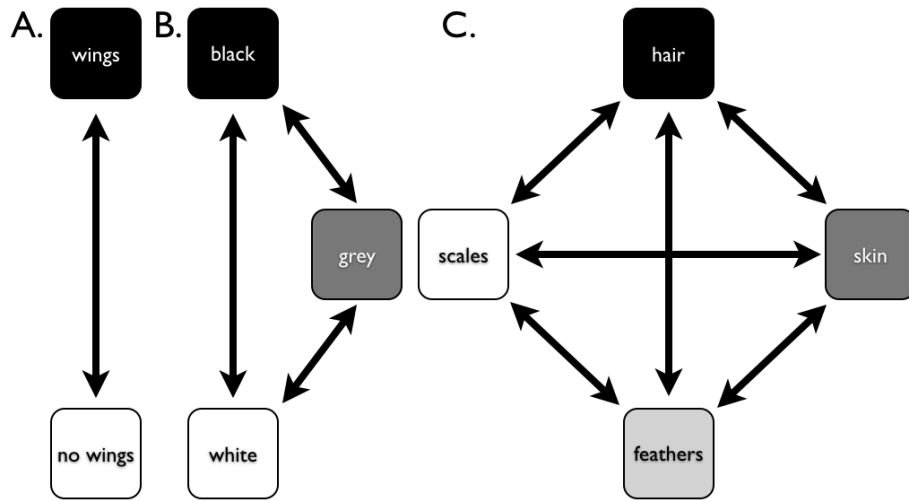 A.
wings
no wings
B.
black
grey
white
C.
hair
scales
skin
feathers